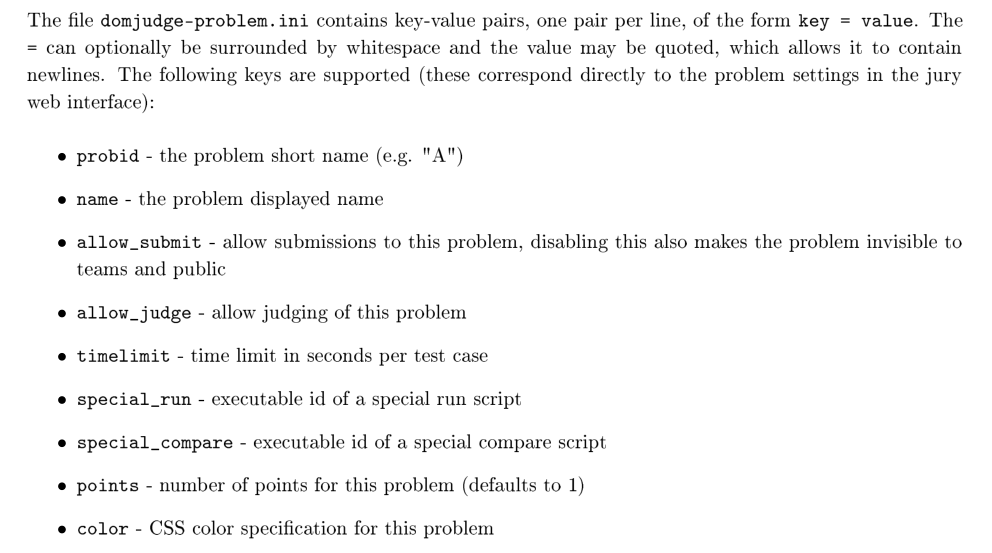 The file domjudge-problem.ini contains key-value pairs, one pair per line, of the form key = value. The
= can optionally be surrounded by whitespace and the value may be quoted, which allows it to contain
newlines. The following keys are supported (these correspond directly to the problem settings in the jury
web interface):
• probid - the problem short name (e.g. "A")
• name - the problem displayed name
• allow_submit - allow submissions to this problem, disabling this also makes the problem invisible to
teams and public
• allow_judge - allow judging of this problem
• timelimit - time limit in seconds per test case
• special_run - executable id of a special run script
• special_compare - executable id of a special compare script
• points - number of points for this problem (defaults to 1)
• color - CSS color specification for this problem